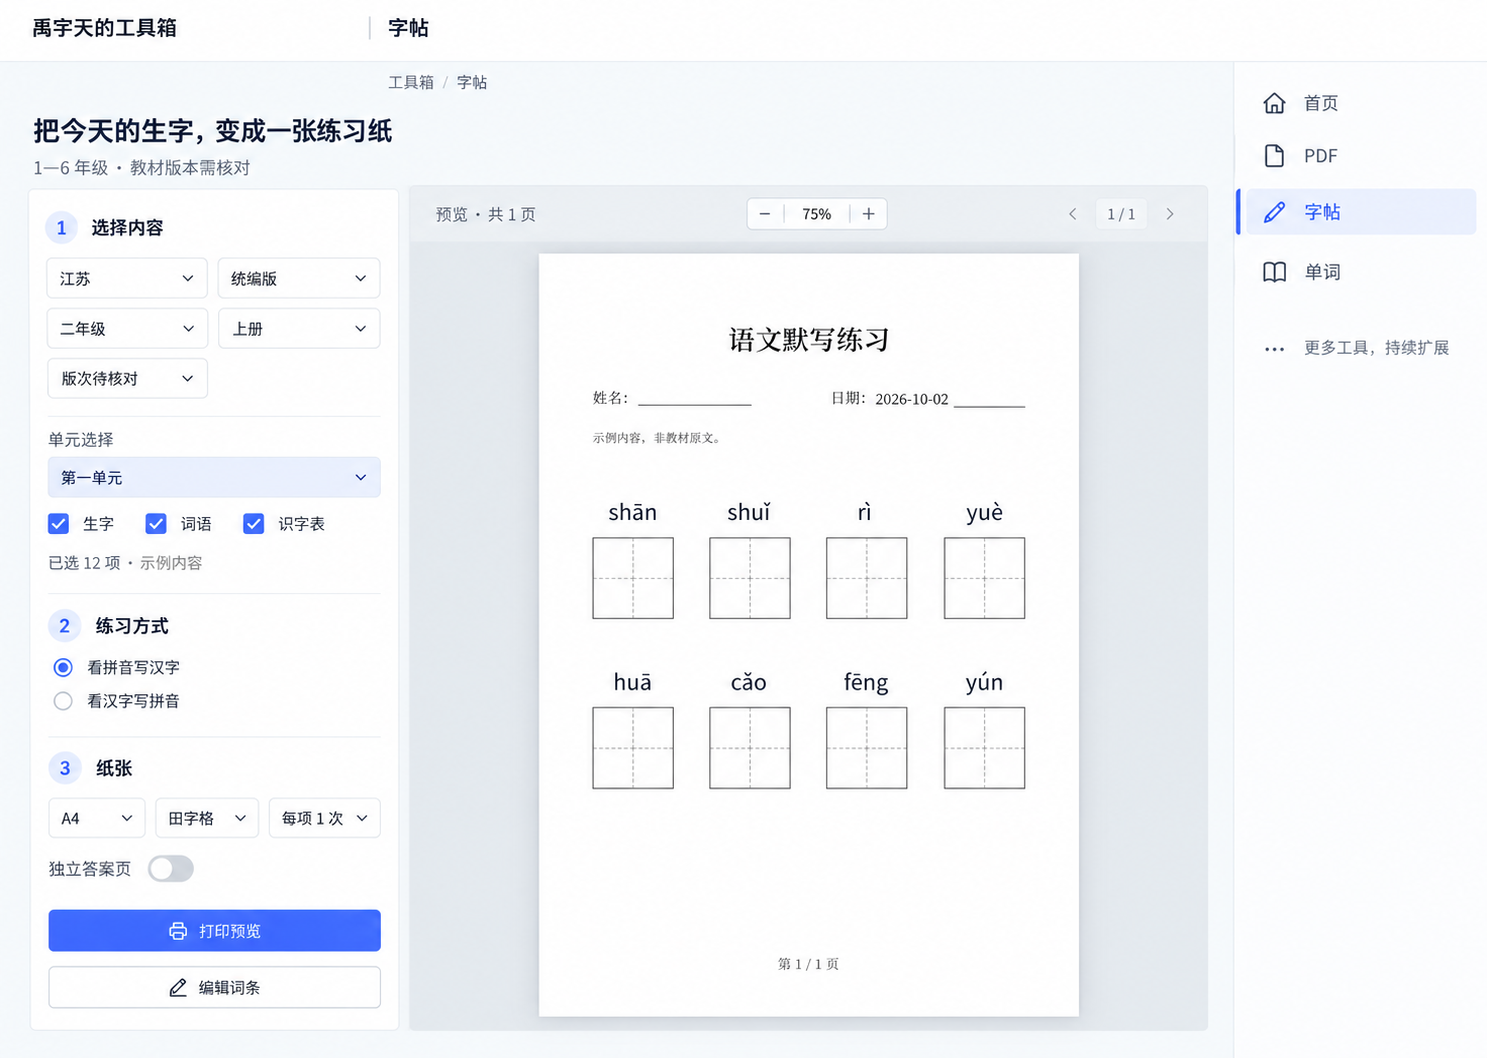 禹字天的工具箱
字帖
工具箱 / 字帖
把今天的生字，变成一张练习纸
1—6 年级 · 教材版本需核对
1 选择内容
江苏 统编版
二年级 上册
版次待核对
单元选择
第一单元
生字 词语 识字表
已选 12 项 · 示例内容
2 练习方式
看拼音写汉字
看汉字写拼音
3 纸张
A4 田字格 每项 1 次
独立答案页
打印预览
编辑词条
预览 · 共 1 页
− 75% +
1 / 1
语文默写练习
姓名：
日期：2026-10-02
示例内容，非教材原文。
shān shuǐ rì yuè
huā cǎo fēng yún
第 1 / 1 页
首页
PDF
字帖
单词
更多工具，持续扩展